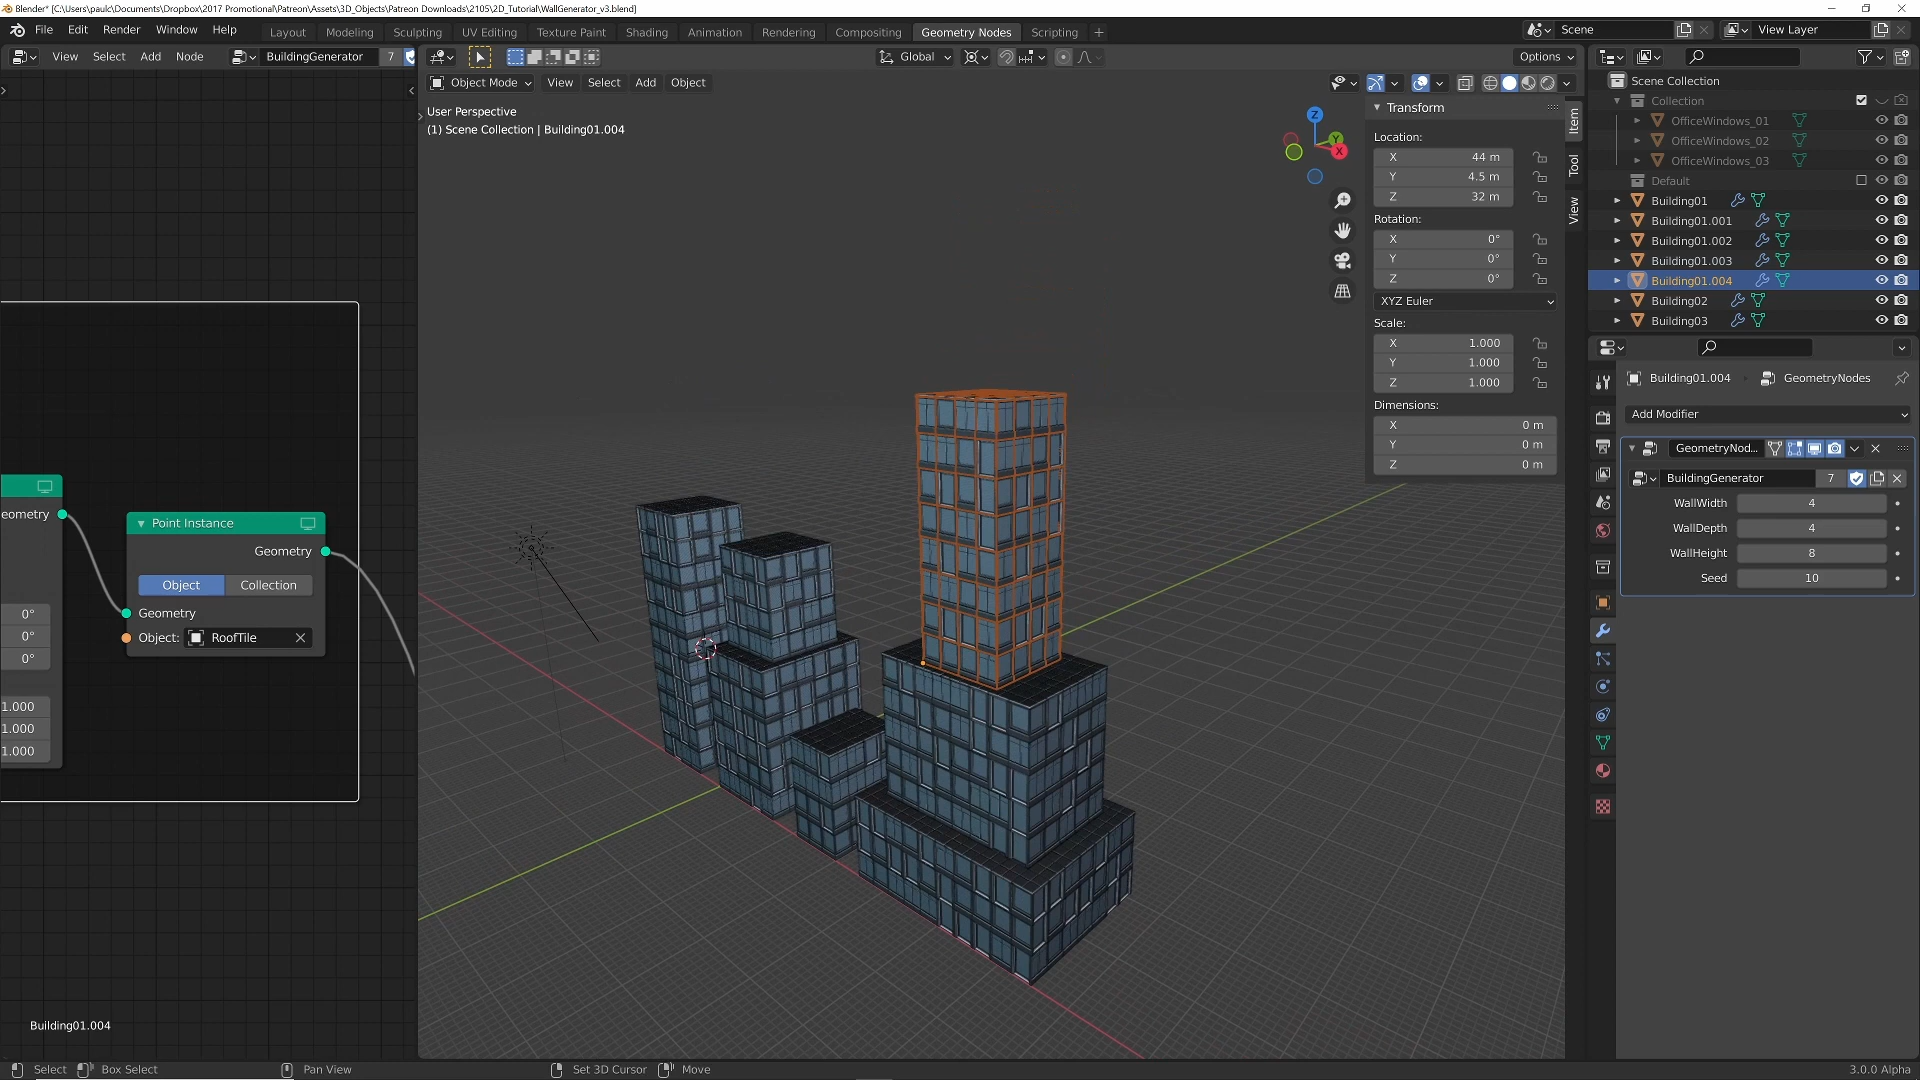 Blender* [C:\Users\paulc\Documents\Dropbox\2017 Promotional\Patreon\Assets\3D_Objects\Patreon Downloads\2105\2D_Tutorial\WallGenerator_v3.blend]
File Edit Render Window Help
Layout Modeling Sculpting UV Editing Texture Paint Shading Animation Rendering Compositing Geometry Nodes Scripting +
Scene
View Layer
View Select Add Node
BuildingGenerator 7
Global
Options
Object Mode View Select Add Object
User Perspective
(1) Scene Collection | Building01.004
Z
Y
X
Transform
Location:
X 44 m
Y 4.5 m
Z 32 m
Rotation:
X 0°
Y 0°
Z 0°
XYZ Euler
Scale:
X 1.000
Y 1.000
Z 1.000
Dimensions:
X 0 m
Y 0 m
Z 0 m
Item
Tool
View
Scene Collection
Collection
OfficeWindows_01
OfficeWindows_02
OfficeWindows_03
Default
Building01
Building01.001
Building01.002
Building01.003
Building01.004
Building02
Building03
Building01.004 GeometryNodes
Add Modifier
GeometryNod...
BuildingGenerator 7
WallWidth 4
WallDepth 4
WallHeight 8
Seed 10
eometry
0°
0°
0°
1.000
1.000
1.000
Point Instance
Geometry
Object Collection
Geometry
Object: RoofTile
Building01.004
Select Box Select Pan View Set 3D Cursor Move
3.0.0 Alpha